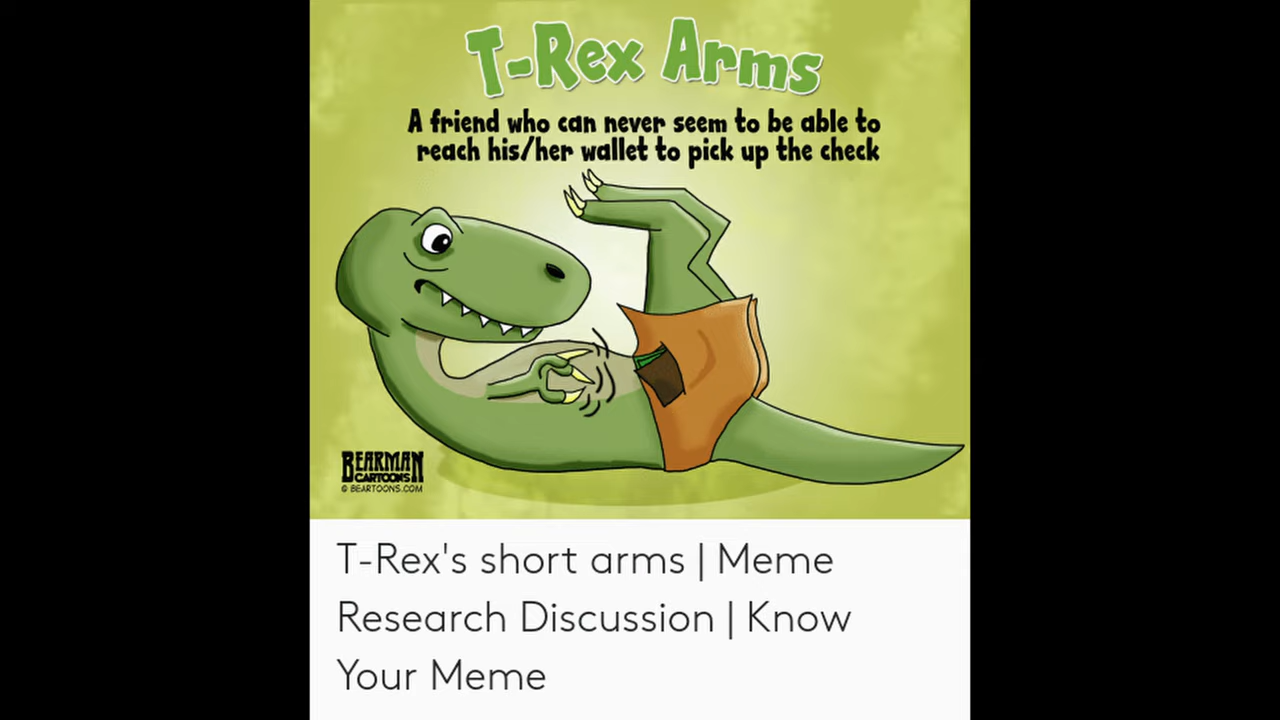 T-Rex Arms
A friend who can never seem to be able to
reach his/her wallet to pick up the check
BEARMAN
CARTOONS
© BEARTOONS.COM
T-Rex's short arms | Meme
Research Discussion | Know
Your Meme